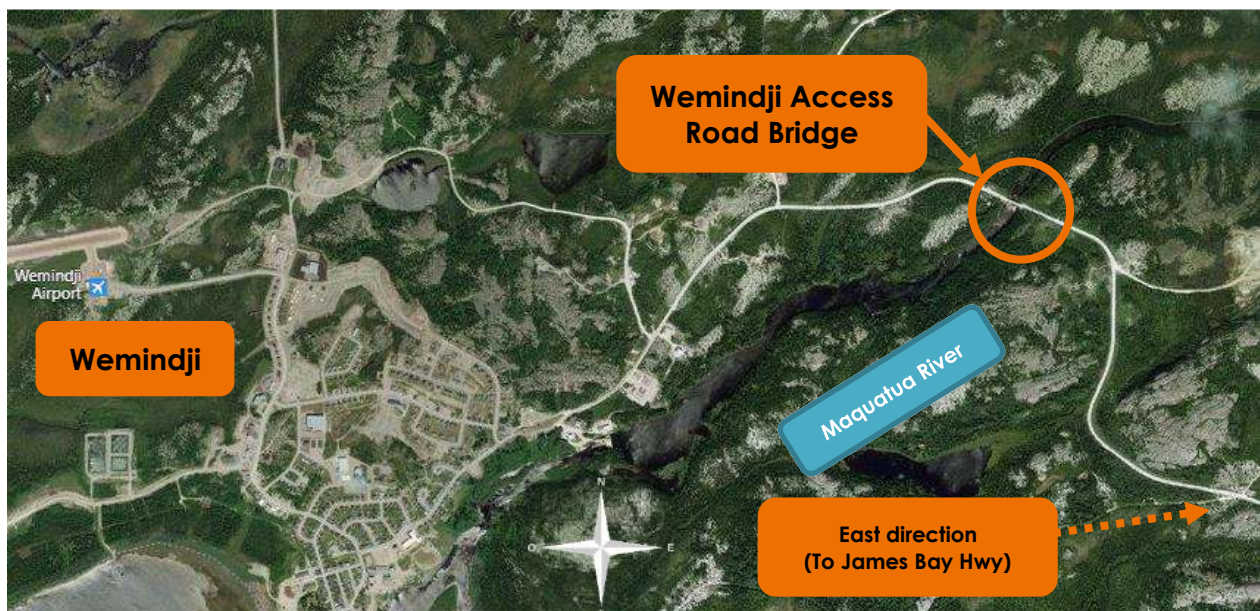 Wemindji Access
Road Bridge
Wemindji
Airport
Wemindji
Maquatua River
N
O
E
East direction
(To James Bay Hwy)